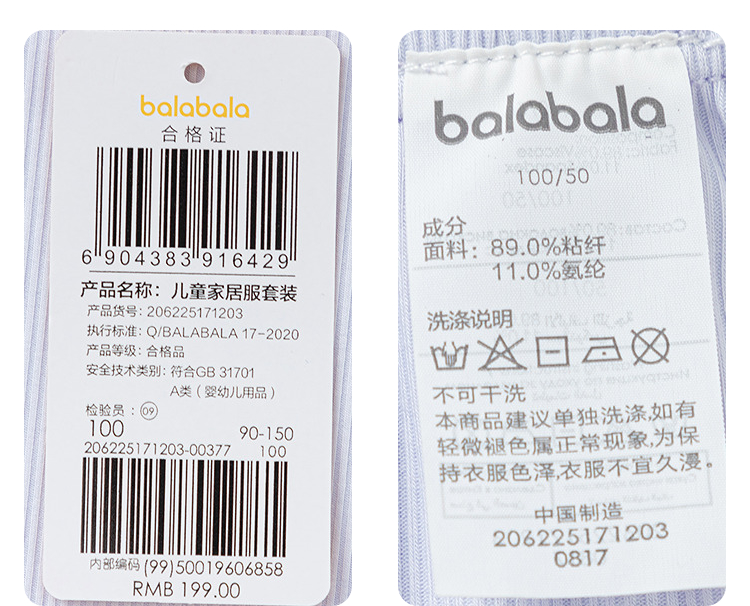 balabala
合格证
6 904383 916429
产品名称：儿童家居服套装
产品货号：206225171203
执行标准：Q/BALABALA 17-2020
产品等级：合格品
安全技术类别：符合GB 31701
A类（婴幼儿用品）
检验员：09
100 90-150
206225171203-00377 100
内部编码 (99)50019606858
RMB 199.00
balabala
100/50
成分
面料：89.0%粘纤
11.0%氨纶
洗涤说明
不可干洗
本商品建议单独洗涤,如有
轻微褪色属正常现象,为保
持衣服色泽,衣服不宜久浸。
中国制造
206225171203
0817